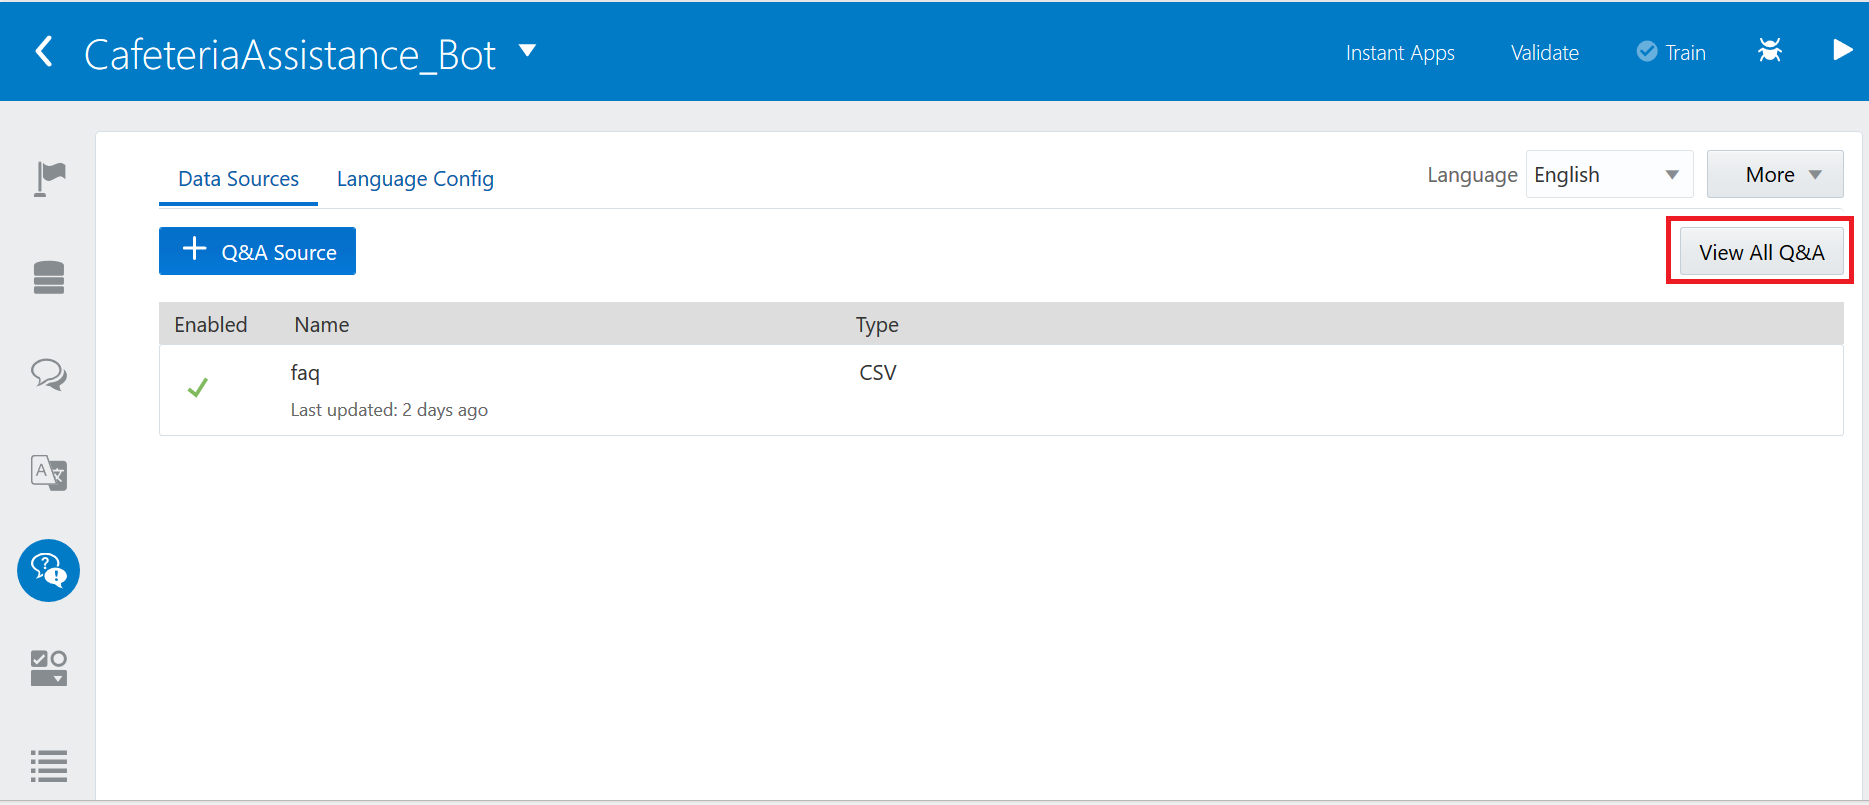 CafeteriaAssistance_Bot
Instant Apps
Validate
Train
Data Sources
Language Config
Language
English
More
Q&A Source
View All Q&A
Enabled
Name
Type
faq
CSV
Last updated: 2 days ago
A
文
?
!